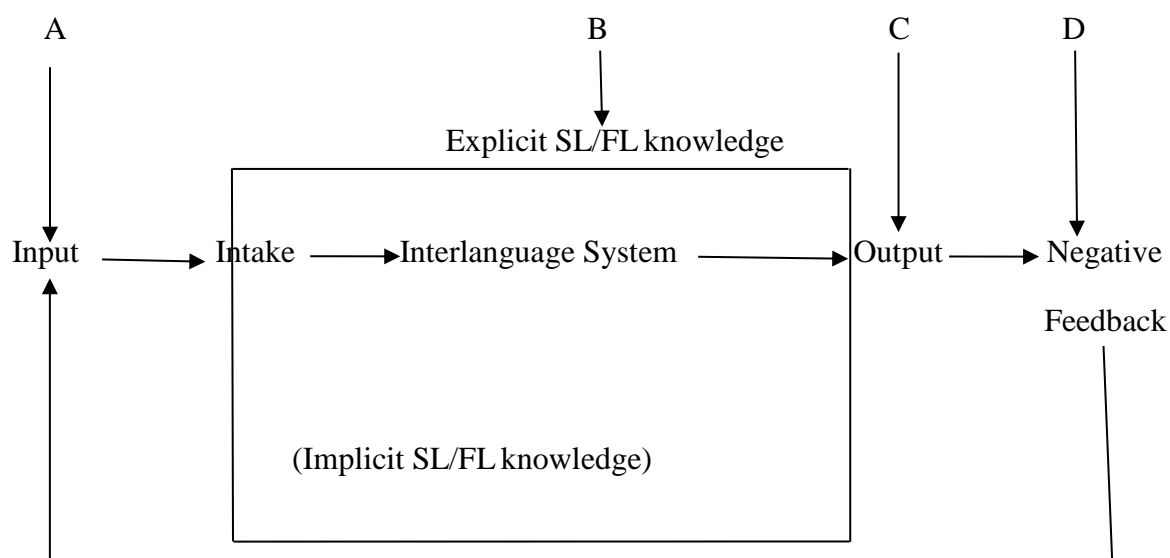 A B C D
Explicit SL/FL knowledge
Input Intake Interlanguage System Output Negative
Feedback
(Implicit SL/FL knowledge)